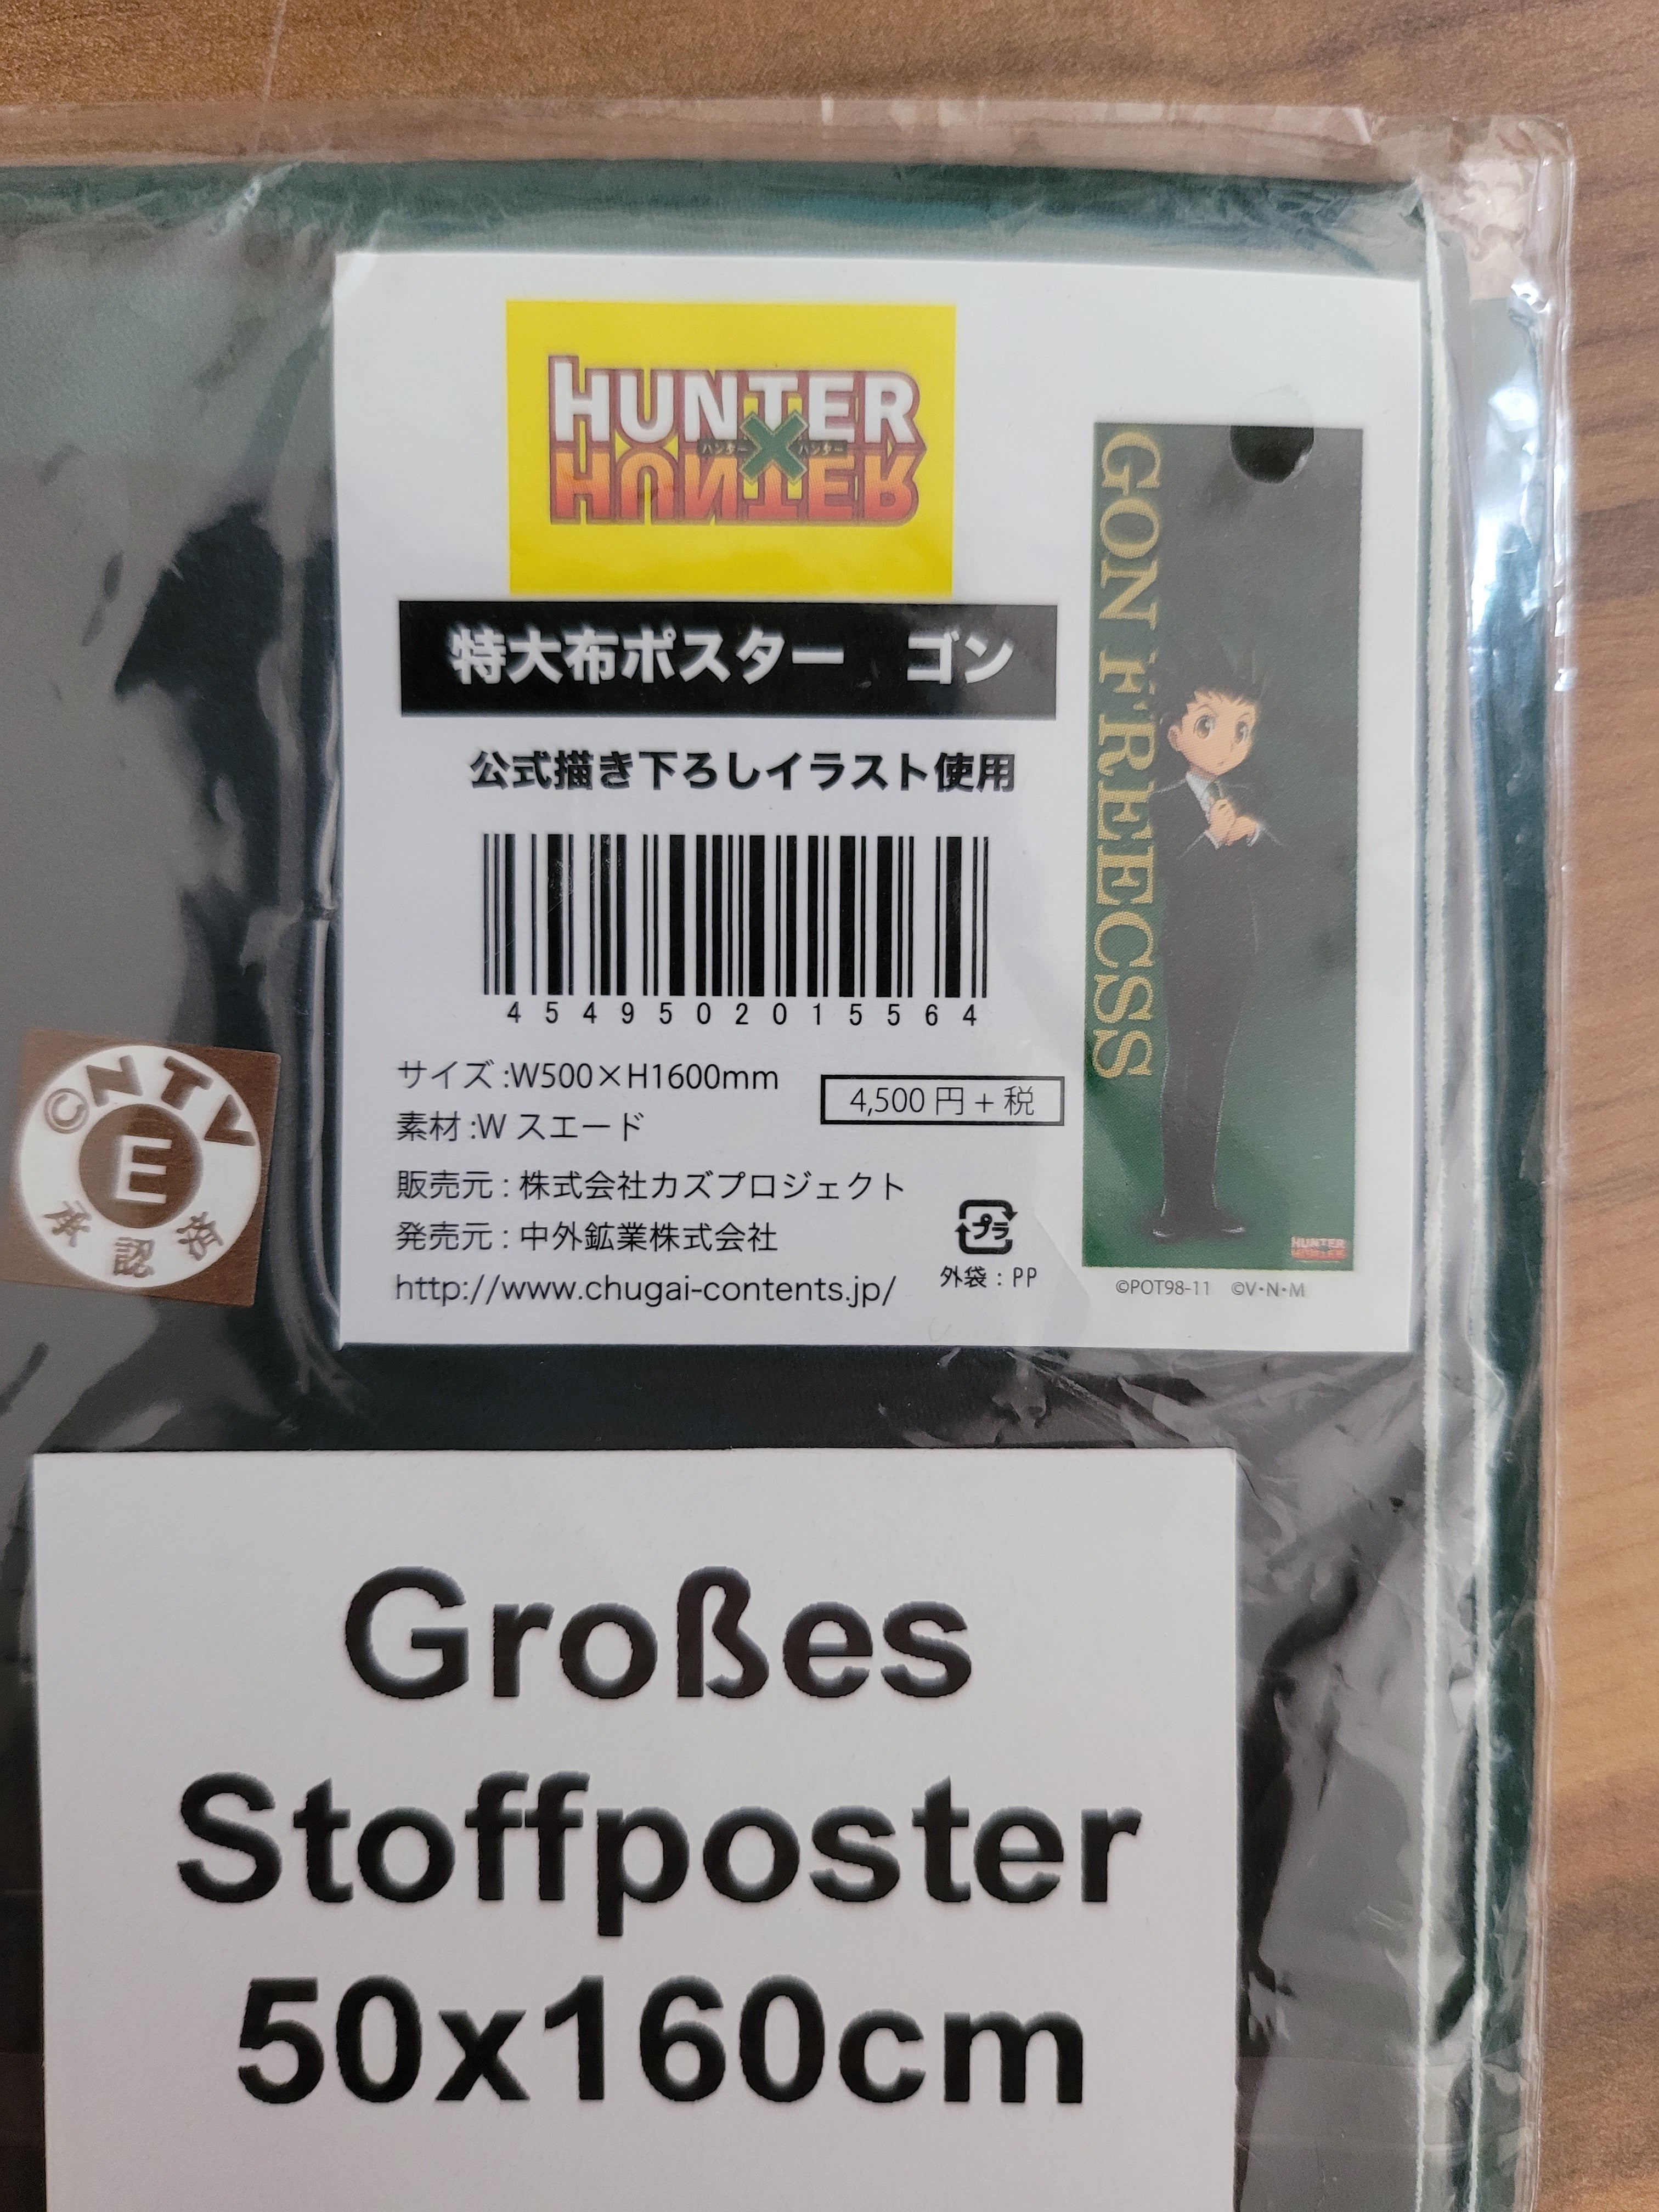 HUNTER
ハンター×ハンター
HUNTER
特大布ポスター ゴン
公式描き下ろしイラスト使用
4549502015564
サイズ:W500×H1600mm
4,500円+税
素材:Wスエード
販売元:株式会社カズプロジェクト
発売元:中外鉱業株式会社
http://www.chugai-contents.jp/
プラ
外袋:PP
GON FREECSS
HUNTER
HUNTER
©POT98-11 ©V・N・M
©NTV
E
承認済
Großes
Stoffposter
50x160cm